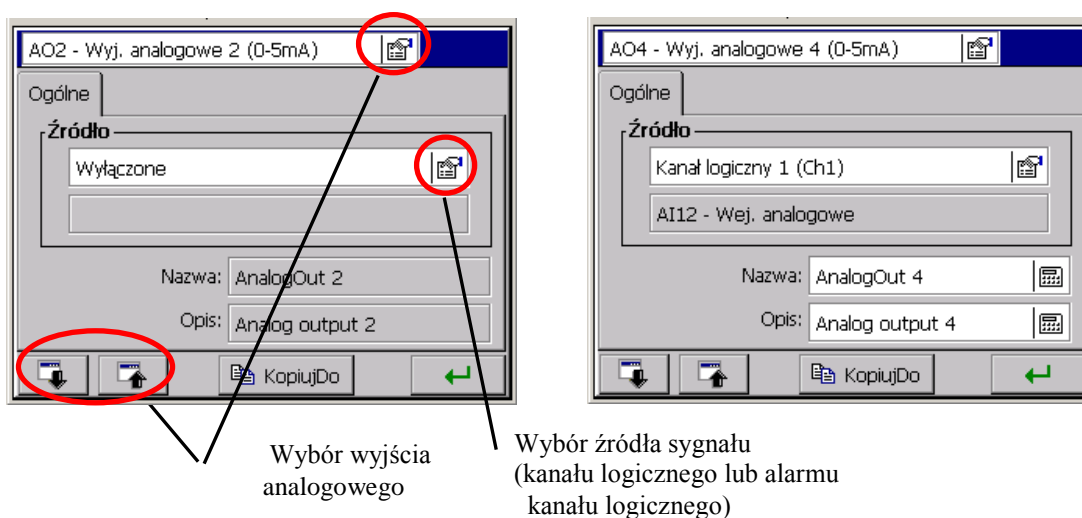 AO2 - Wyj. analogowe 2 (0-5mA)
Ogólne
Źródło
Wyłączone
Nazwa: AnalogOut 2
Opis: Analog output 2
KopiujDo
AO4 - Wyj. analogowe 4 (0-5mA)
Ogólne
Źródło
Kanał logiczny 1 (Ch1)
AI12 - Wej. analogowe
Nazwa: AnalogOut 4
Opis: Analog output 4
KopiujDo
Wybór wyjścia
analogowego
Wybór źródła sygnału
(kanału logicznego lub alarmu
kanału logicznego)